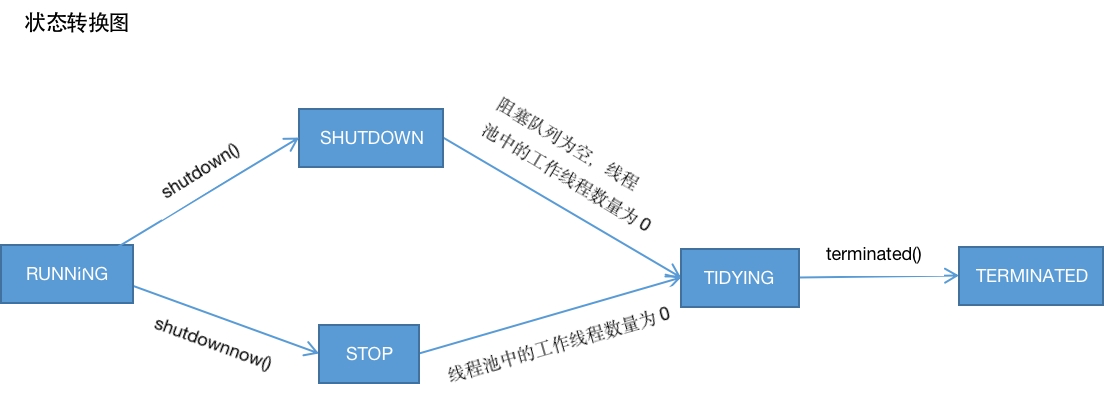 状态转换图
阻塞队列为空，线程
池中的工作线程数量为 0
SHUTDOWN
shutdown()
RUNNiNG
terminated()
TIDYING
TERMINATED
shutdownnow()
STOP
线程池中的工作线程数量为 0